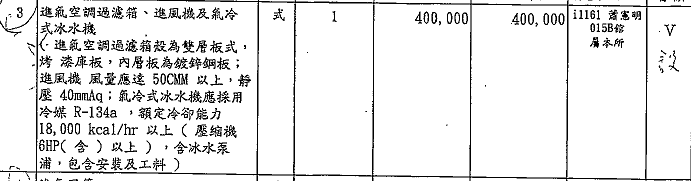 3 進氣空調過濾箱、進風機及氣冷 式 1 400,000 400,000 i1161 蕭憲明
式冰水機 015B館
( 進氣空調過濾箱殼為雙層板式, 屬本所
烤 漆庫板,內層板為鍍鋅鋼板; V
進風機 風量應達 50CMM 以上,靜
壓 40mmAq;氣冷式冰水機應採用
冷媒 R-134a ,額定冷卻能力
18,000 kcal/hr 以上 ( 壓縮機
6HP( 含 ) 以上 ) ,含冰水泵
浦,包含安裝及工料 )